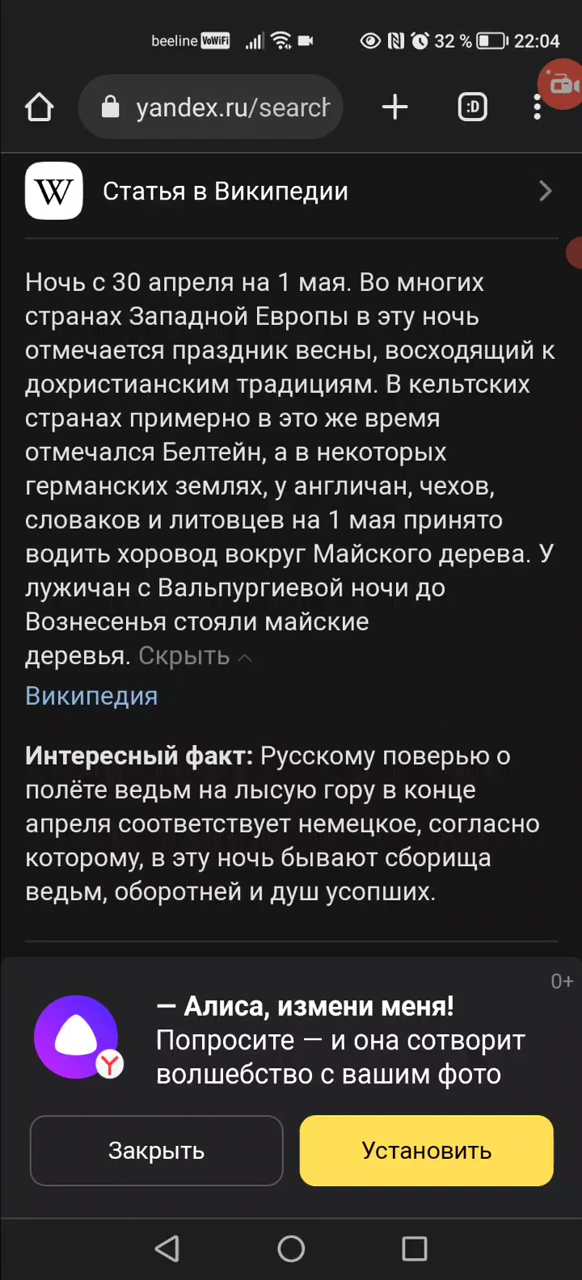 beeline VoWiFi 32 % 22:04
yandex.ru/search
:D
W Статья в Википедии
Ночь с 30 апреля на 1 мая. Во многих
странах Западной Европы в эту ночь
отмечается праздник весны, восходящий к
дохристианским традициям. В кельтских
странах примерно в это же время
отмечался Белтейн, а в некоторых
германских землях, у англичан, чехов,
словаков и литовцев на 1 мая принято
водить хоровод вокруг Майского дерева. У
лужичан с Вальпургиевой ночи до
Вознесенья стояли майские
деревья. Скрыть
Википедия
Интересный факт: Русскому поверью о
полёте ведьм на лысую гору в конце
апреля соответствует немецкое, согласно
которому, в эту ночь бывают сборища
ведьм, оборотней и душ усопших.
0+
— Алиса, измени меня!
Попросите — и она сотворит
волшебство с вашим фото
Y
Закрыть
Установить